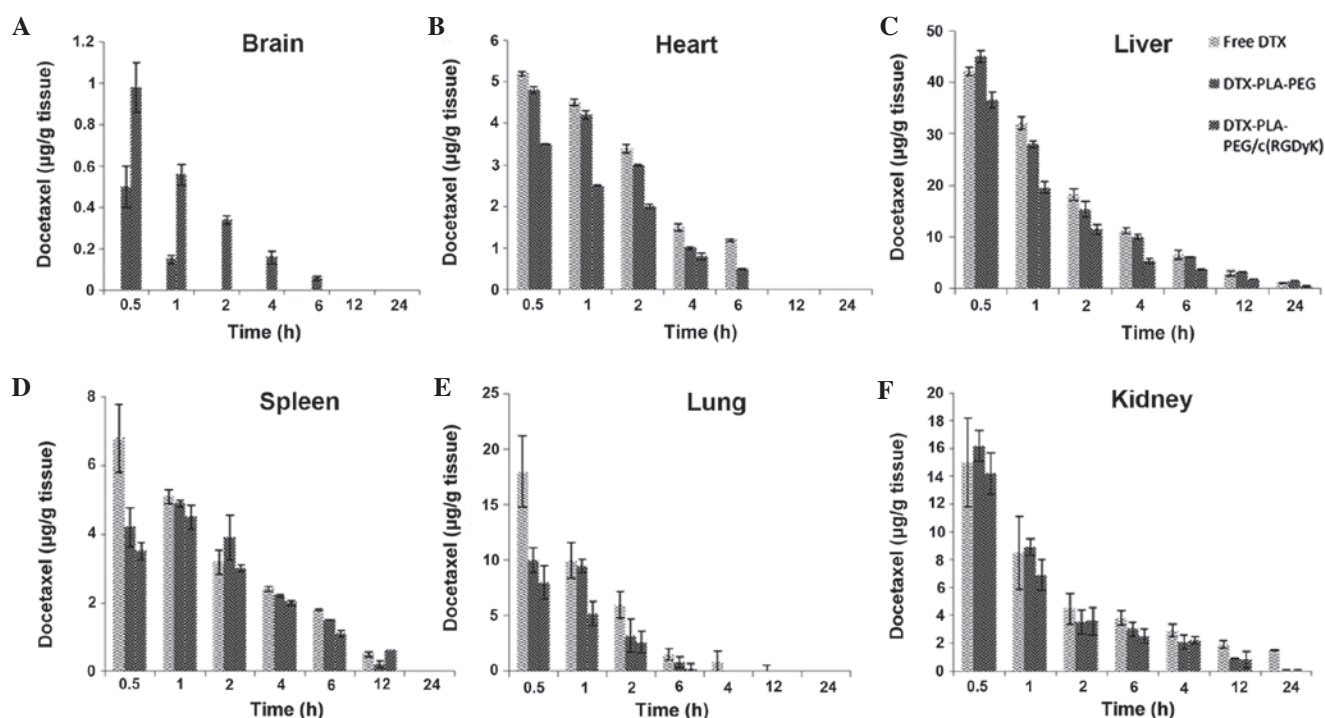 A
Brain
Docetaxel (µg/g tissue)
1.2
1
0.8
0.6
0.4
0.2
0
0.5 1 2 4 6 12 24
Time (h)
B
Heart
Docetaxel (µg/g tissue)
6
5
4
3
2
1
0
0.5 1 2 4 6 12 24
Time (h)
C
Liver
Docetaxel (µg/g tissue)
50
40
30
20
10
0
0.5 1 2 4 6 12 24
Time (h)
Free DTX
DTX-PLA-PEG
DTX-PLA-
PEG/c(RGDyK)
D
Spleen
Docetaxel (µg/g tissue)
8
6
4
2
0
0.5 1 2 4 6 12 24
Time (h)
E
Lung
Docetaxel (µg/g tissue)
25
20
15
10
5
0
0.5 1 2 6 4 12 24
Time (h)
F
Kidney
Docetaxel (µg/g tissue)
20
18
16
14
12
10
8
6
4
2
0
0.5 1 2 6 4 12 24
Time (h)